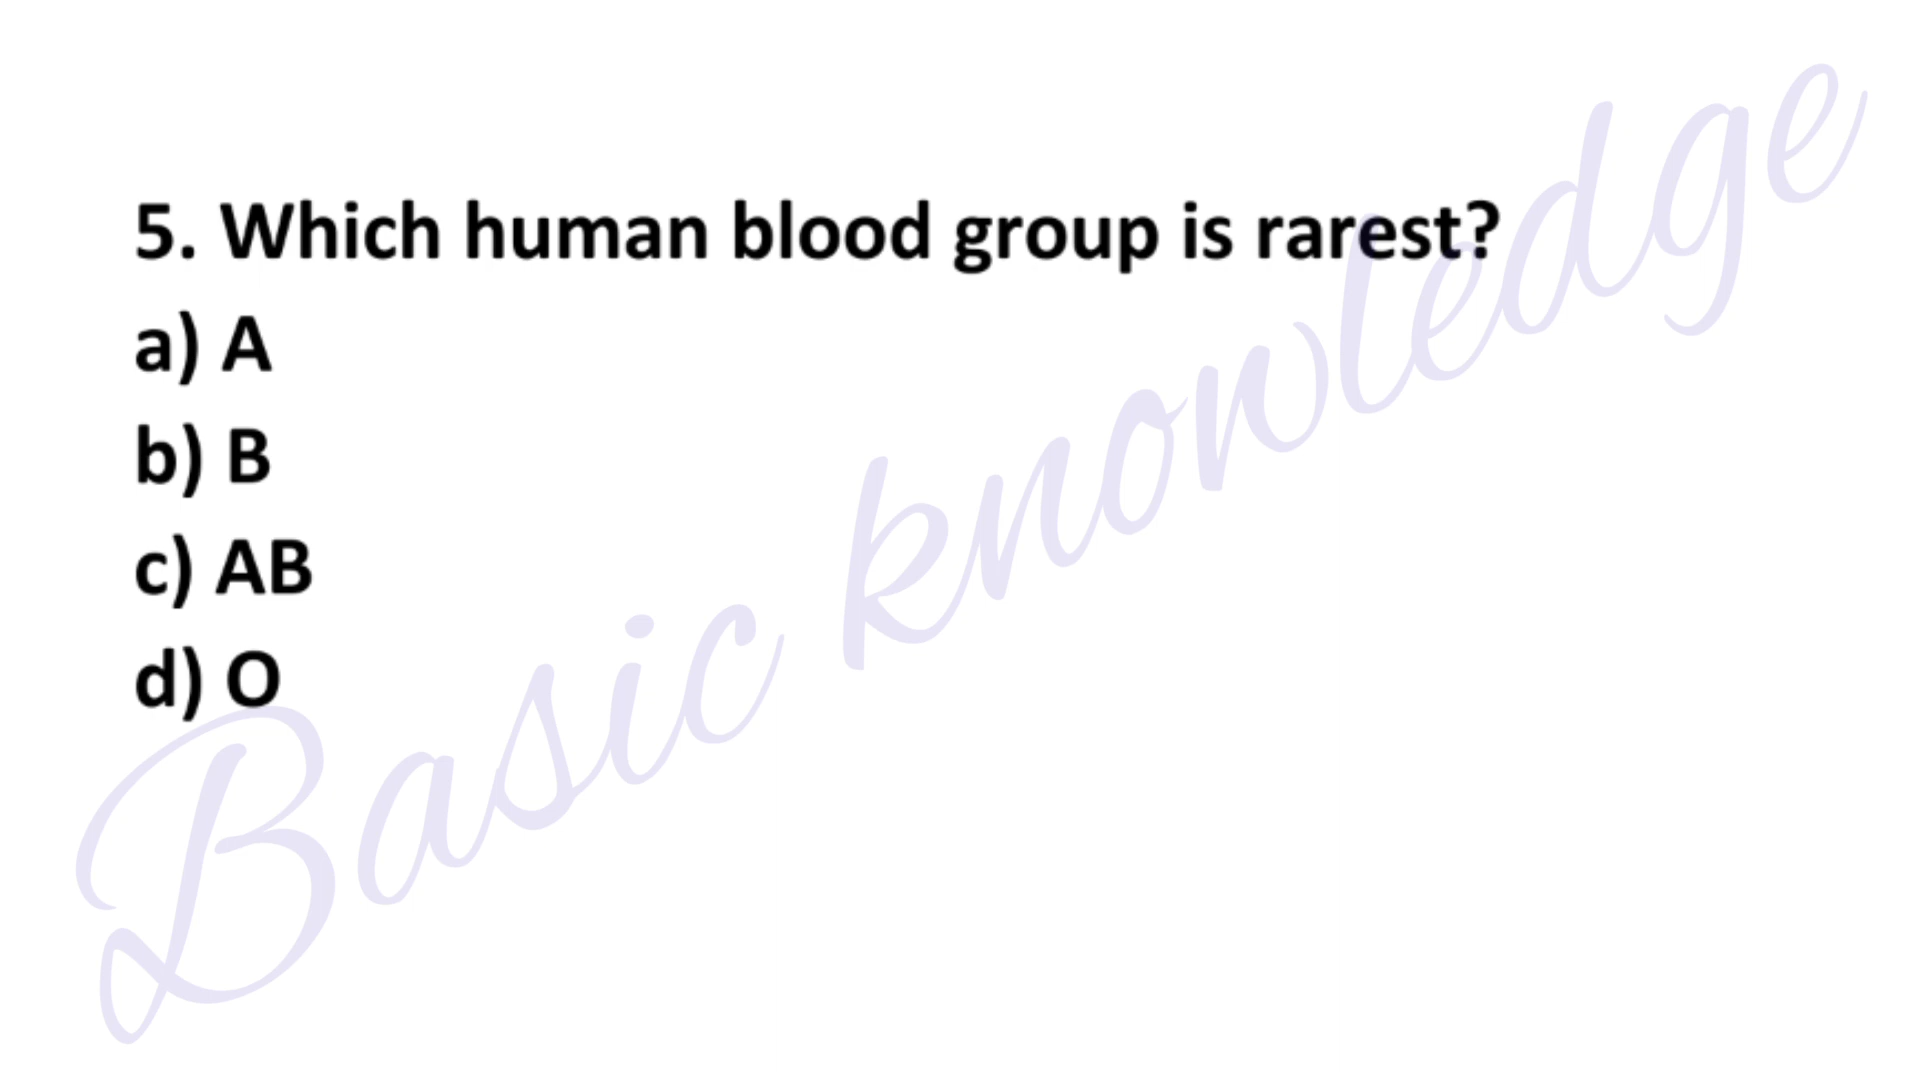 5. Which human blood group is rarest?
a) A
b) B
c) AB
d) O
Basic knowledge